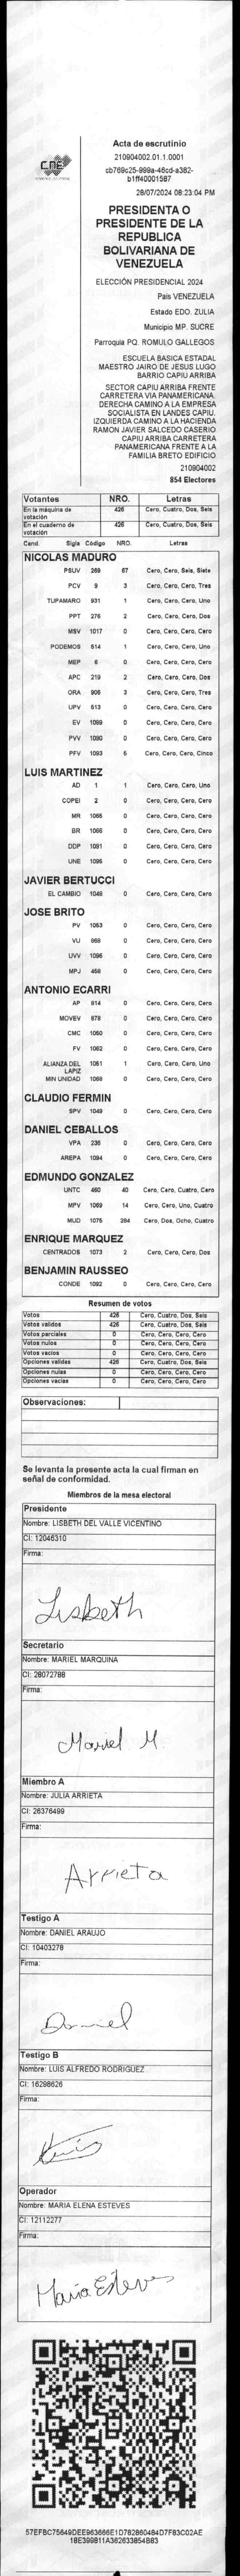 CNE
Acta de escrutinio
210904002.01.1.0001
cb769c25-999a-46cd-a382-
b1ff40001587
28/07/2024 08:23:04 PM
PRESIDENTA O
PRESIDENTE DE LA
REPUBLICA
BOLIVARIANA DE
VENEZUELA
ELECCIÓN PRESIDENCIAL 2024
País VENEZUELA
Estado EDO. ZULIA
Municipio MP. SUCRE
Parroquia PQ. ROMULO GALLEGOS
ESCUELA BASICA ESTADAL
MAESTRO JAIRO DE JESUS LUGO
BARRIO CAPIU ARRIBA
SECTOR CAPIU ARRIBA FRENTE
CARRETERA VIA PANAMERICANA.
DERECHA CAMINO A LA EMPRESA
SOCIALISTA EN LANDES CAPIU.
IZQUIERDA CAMINO A LA HACIENDA
RAMON JAVIER SALCEDO CASERIO
CAPIU ARRIBA CARRETERA
PANAMERICANA FRENTE A LA
FAMILIA BRETO EDIFICIO
210904002
854 Electores
Votantes NRO. Letras
En la máquina de votación 426 Cero, Cuatro, Dos, Seis
En el cuaderno de votación 426 Cero, Cuatro, Dos, Seis
Cand. Sigla Código NRO. Letras
NICOLAS MADURO
PSUV 269 67 Cero, Cero, Seis, Siete
PCV 9 3 Cero, Cero, Cero, Tres
TUPAMARO 931 1 Cero, Cero, Cero, Uno
PPT 276 2 Cero, Cero, Cero, Dos
MSV 1017 0 Cero, Cero, Cero, Cero
PODEMOS 514 1 Cero, Cero, Cero, Uno
MEP 6 0 Cero, Cero, Cero, Cero
APC 219 2 Cero, Cero, Cero, Dos
ORA 906 3 Cero, Cero, Cero, Tres
UPV 513 0 Cero, Cero, Cero, Cero
EV 1089 0 Cero, Cero, Cero, Cero
PVV 1090 0 Cero, Cero, Cero, Cero
PFV 1093 5 Cero, Cero, Cero, Cinco
LUIS MARTINEZ
AD 1 1 Cero, Cero, Cero, Uno
COPEI 2 0 Cero, Cero, Cero, Cero
MR 1065 0 Cero, Cero, Cero, Cero
BR 1066 0 Cero, Cero, Cero, Cero
DDP 1091 0 Cero, Cero, Cero, Cero
UNE 1095 0 Cero, Cero, Cero, Cero
JAVIER BERTUCCI
EL CAMBIO 1048 0 Cero, Cero, Cero, Cero
JOSE BRITO
PV 1053 0 Cero, Cero, Cero, Cero
VU 868 0 Cero, Cero, Cero, Cero
UVV 1096 0 Cero, Cero, Cero, Cero
MPJ 458 0 Cero, Cero, Cero, Cero
ANTONIO ECARRI
AP 814 0 Cero, Cero, Cero, Cero
MOVEV 878 0 Cero, Cero, Cero, Cero
CMC 1050 0 Cero, Cero, Cero, Cero
FV 1062 0 Cero, Cero, Cero, Cero
ALIANZA DEL LAPIZ 1051 1 Cero, Cero, Cero, Uno
MIN UNIDAD 1068 0 Cero, Cero, Cero, Cero
CLAUDIO FERMIN
SPV 1049 0 Cero, Cero, Cero, Cero
DANIEL CEBALLOS
VPA 236 0 Cero, Cero, Cero, Cero
AREPA 1094 0 Cero, Cero, Cero, Cero
EDMUNDO GONZALEZ
UNTC 460 40 Cero, Cero, Cuatro, Cero
MPV 1069 14 Cero, Cero, Uno, Cuatro
MUD 1075 284 Cero, Dos, Ocho, Cuatro
ENRIQUE MARQUEZ
CENTRADOS 1073 2 Cero, Cero, Cero, Dos
BENJAMIN RAUSSEO
CONDE 1092 0 Cero, Cero, Cero, Cero
Resumen de votos
Votos 426 Cero, Cuatro, Dos, Seis
Votos validos 426 Cero, Cuatro, Dos, Seis
Votos parciales 0 Cero, Cero, Cero, Cero
Votos nulos 0 Cero, Cero, Cero, Cero
Votos vacios 0 Cero, Cero, Cero, Cero
Opciones validas 426 Cero, Cuatro, Dos, Seis
Opciones nulas 0 Cero, Cero, Cero, Cero
Opciones vacias 0 Cero, Cero, Cero, Cero
Observaciones:
Se levanta la presente acta la cual firman en
señal de conformidad.
Miembros de la mesa electoral
Presidente
Nombre: LISBETH DEL VALLE VICENTINO
CI: 12046310
Firma:
Lisbeth
Secretario
Nombre: MARIEL MARQUINA
CI: 28072788
Firma:
Mariel M.
Miembro A
Nombre: JULIA ARRIETA
CI: 26376499
Firma:
Arrieta
Testigo A
Nombre: DANIEL ARAUJO
CI: 10403278
Firma:
Daniel
Testigo B
Nombre: LUIS ALFREDO RODRIGUEZ
CI: 16298626
Firma:
Luis
Operador
Nombre: MARIA ELENA ESTEVES
CI: 12112277
Firma:
Maria Esteves
57EFBC75649DEE963666E1D782860484D7F83C02AE
18E399B11A362633854B83